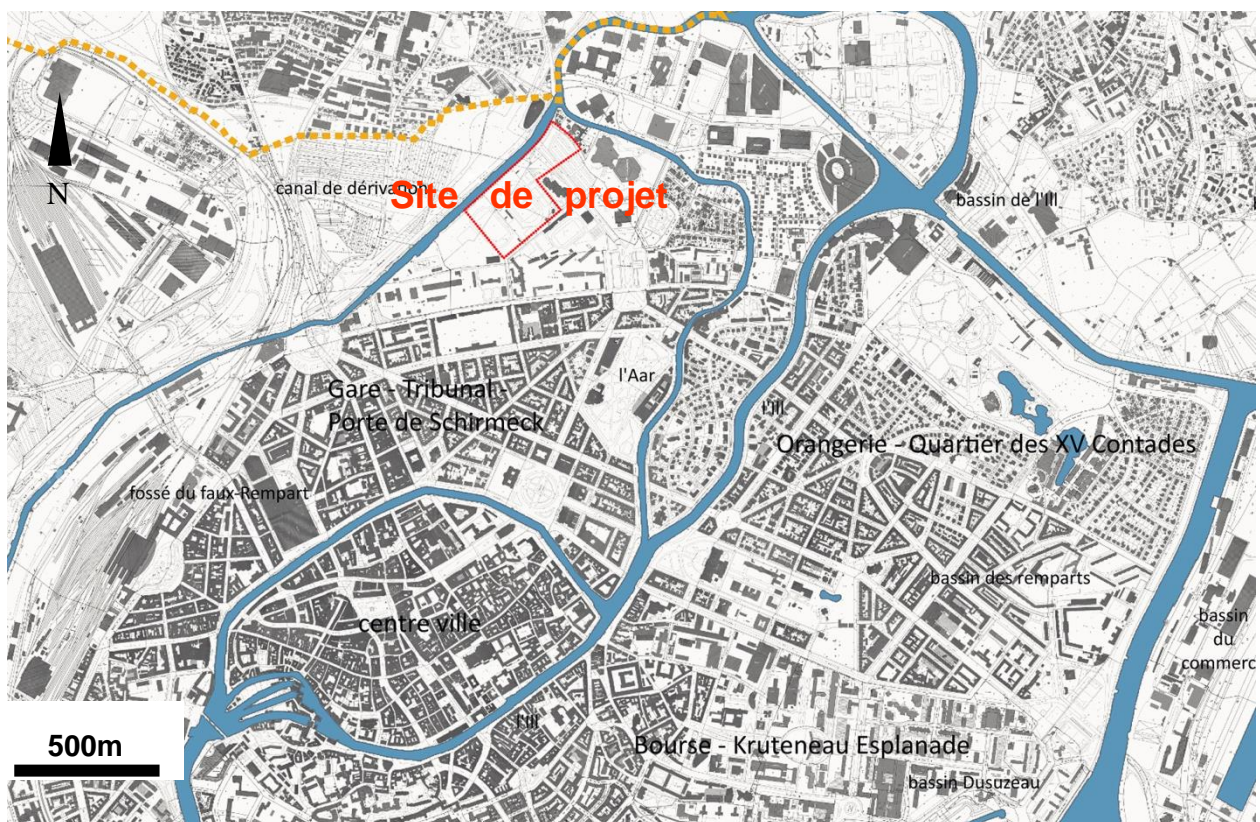 canal de dérivation
Site de projet
N
bassin de l'Ill
l'Aar
Gare - Tribunal -
Porte de Schirmeck
l'Ill
Orangerie - Quartier des XV Contades
fossé du faux-Rempart
bassin des remparts
centre ville
bassin
du
commerc
l'Ill
500m
Bourse - Kruteneau Esplanade
bassin Dusuzeau